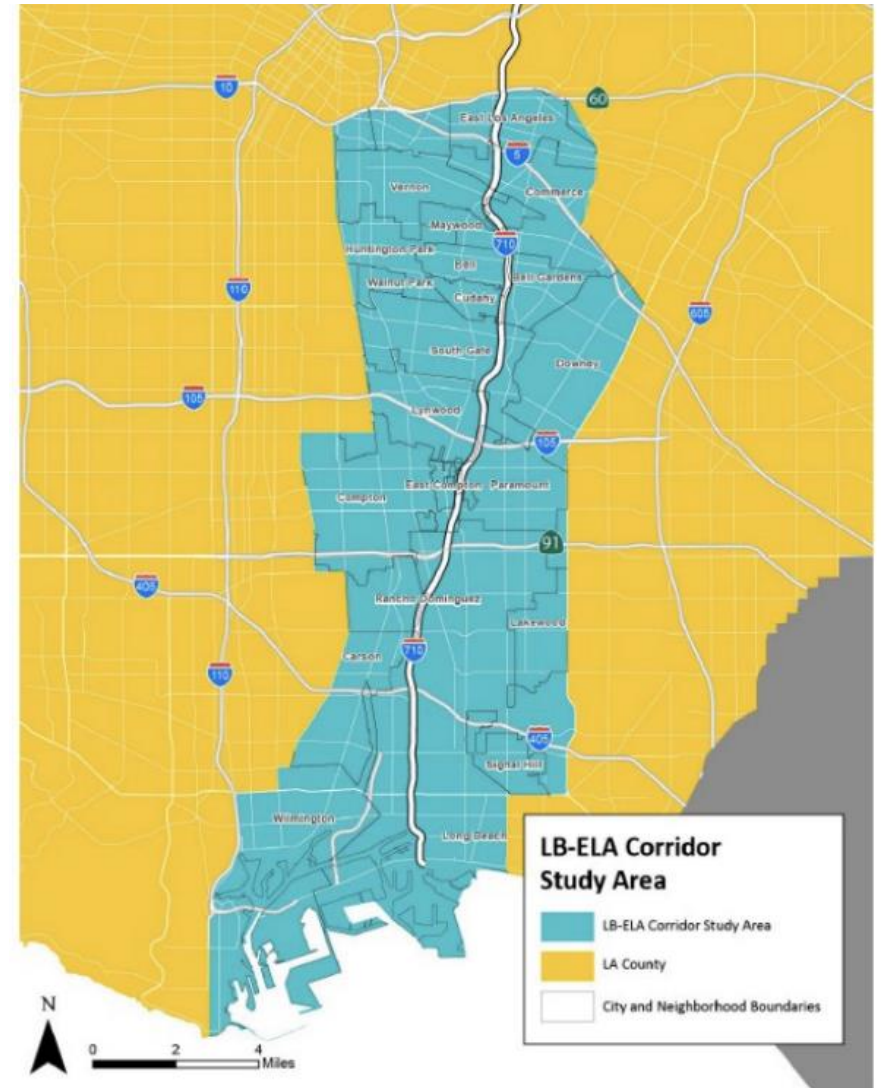 10
60
East Los Angeles
5
Vernon
Commerce
Maywood
710
Huntington Park
Bell
Bell Gardens
110
Walnut Park
Cudahy
605
South Gate
Downey
105
Lynwood
105
East Compton
Paramount
Compton
91
405
Rancho Dominguez
Lakewood
710
Carson
110
405
Signal Hill
Wilmington
Long Beach
LB-ELA Corridor
Study Area
LB-ELA Corridor Study Area
LA County
City and Neighborhood Boundaries
N
0 2 4
Miles